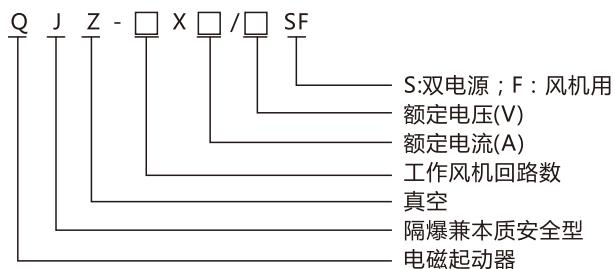 QJZ-□X□/□SF
S:双电源；F：风机用
额定电压(V)
额定电流(A)
工作风机回路数
真空
隔爆兼本质安全型
电磁起动器